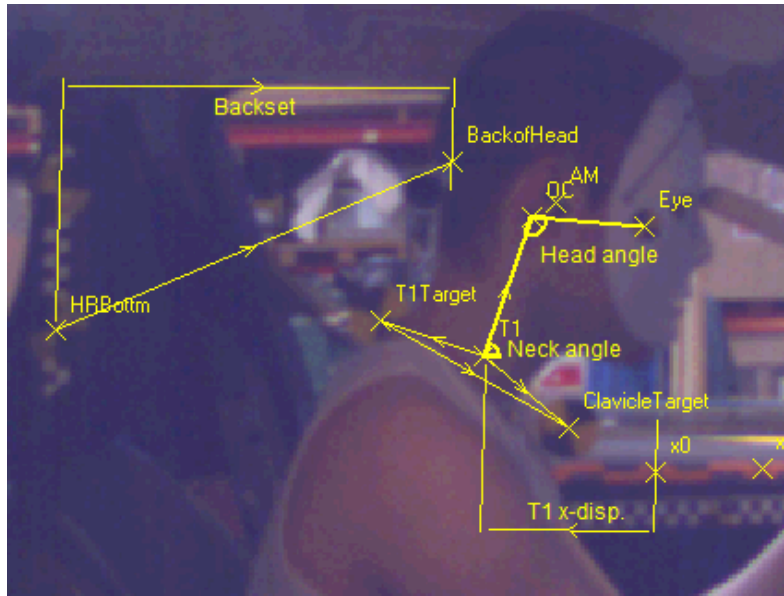 Backset
BackofHead
OC
AM
Eye
Head angle
HRBottm
T1Target
T1
Neck angle
ClavicleTarget
x0
x
T1 x-disp.